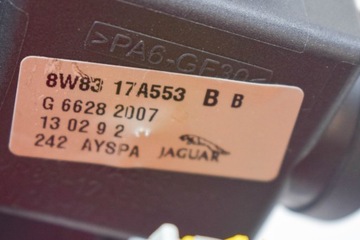 >PA6-GF30<
8W83 17A553 B B
G 6628 2007
13 02 9 2
242 AYSPA JAGUAR